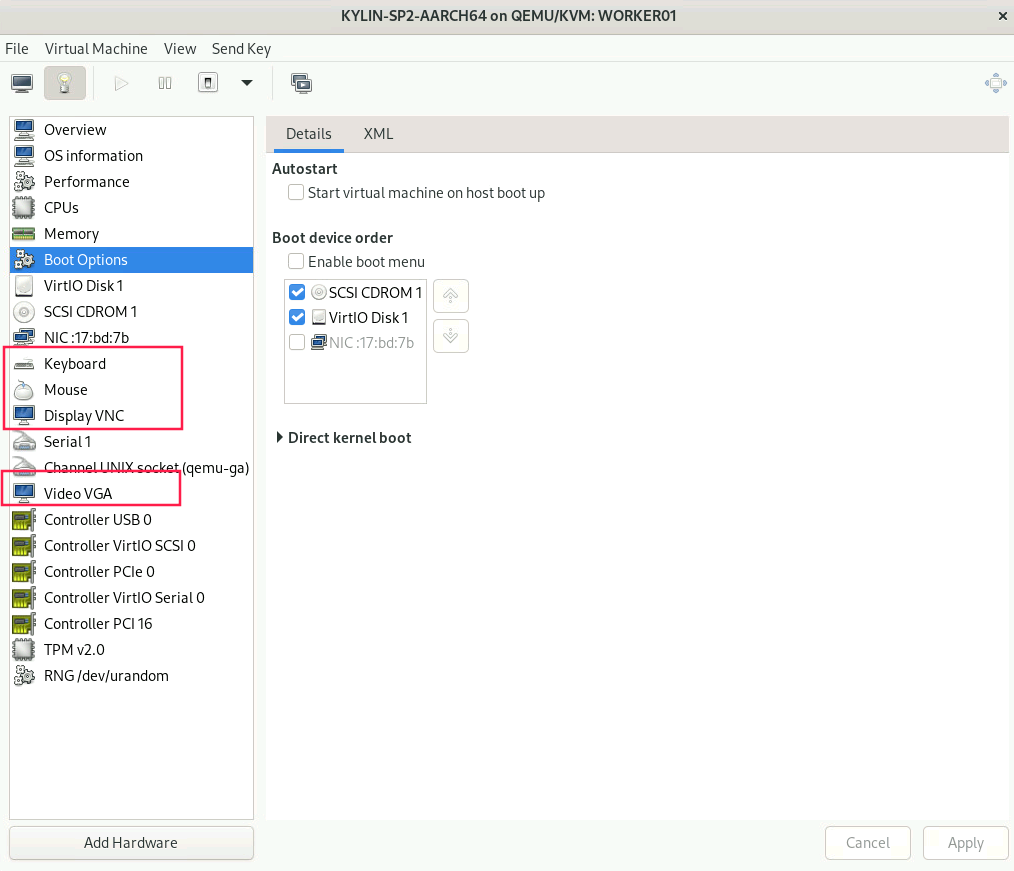 KYLIN-SP2-AARCH64 on QEMU/KVM: WORKER01
File Virtual Machine View Send Key
Overview
OS information
Performance
CPUs
Memory
Boot Options
VirtIO Disk 1
SCSI CDROM 1
NIC :17:bd:7b
Keyboard
Mouse
Display VNC
Serial 1
Channel UNIX socket (qemu-ga)
Video VGA
Controller USB 0
Controller VirtIO SCSI 0
Controller PCIe 0
Controller VirtIO Serial 0
Controller PCI 16
TPM v2.0
RNG /dev/urandom
Add Hardware
Details XML
Autostart
Start virtual machine on host boot up
Boot device order
Enable boot menu
SCSI CDROM 1
VirtIO Disk 1
NIC :17:bd:7b
Direct kernel boot
Cancel Apply